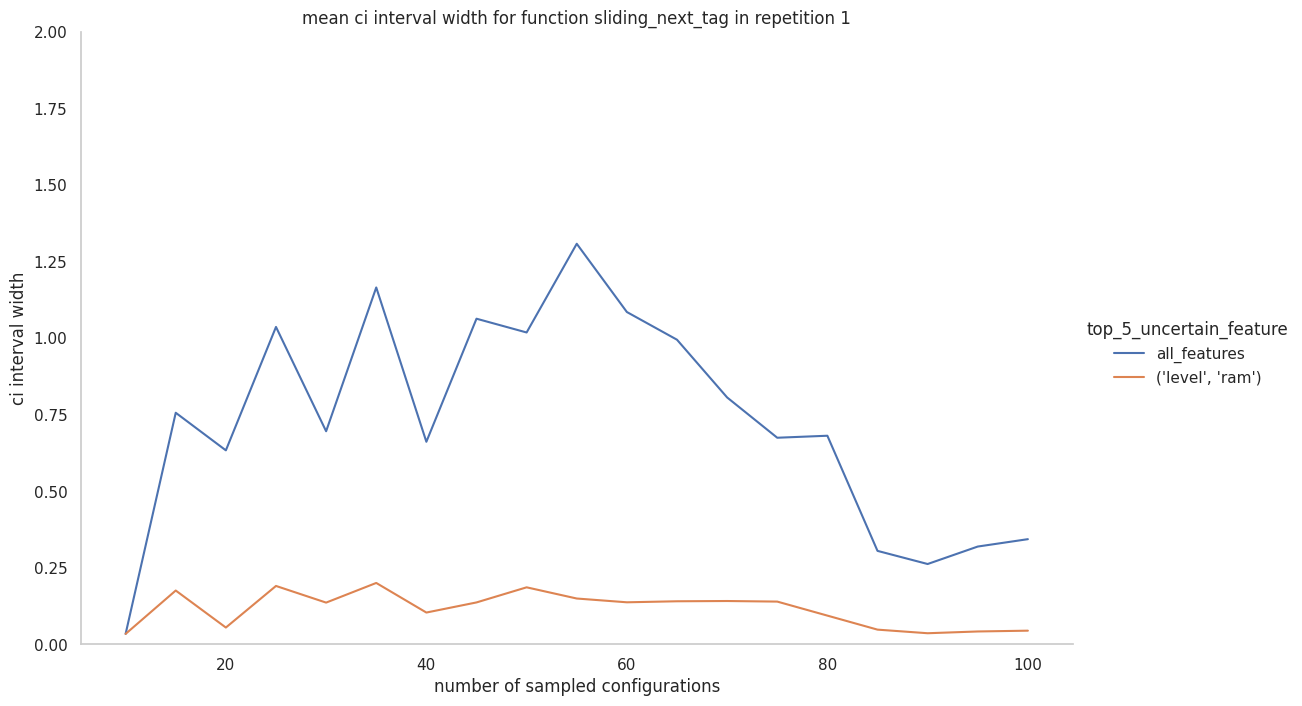 mean ci interval width for function sliding_next_tag in repetition 1
2.00
1.75
1.50
1.25
1.00
0.75
0.50
0.25
0.00
ci interval width
20
40
60
80
100
number of sampled configurations
top_5_uncertain_feature
all_features
('level', 'ram')